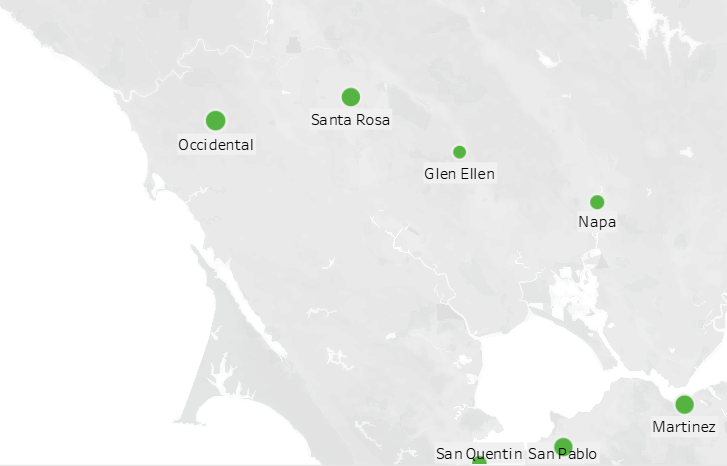 Santa Rosa
Occidental
Glen Ellen
Napa
Martinez
San Quentin
San Pablo